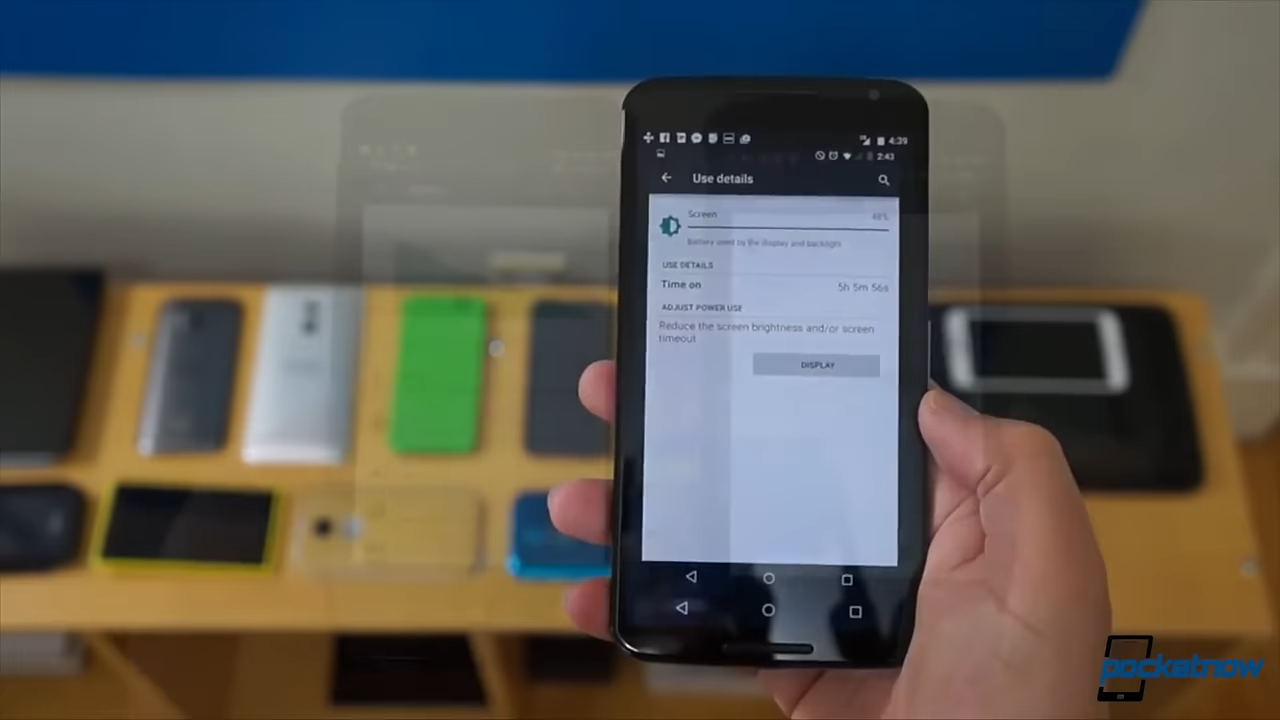 4:39
2:43
Use details
Screen 48%
Battery used by the display and backlight
USE DETAILS
Time on 5h 5m 56s
ADJUST POWER USE
Reduce the screen brightness and/or screen
timeout
DISPLAY
pocketnow